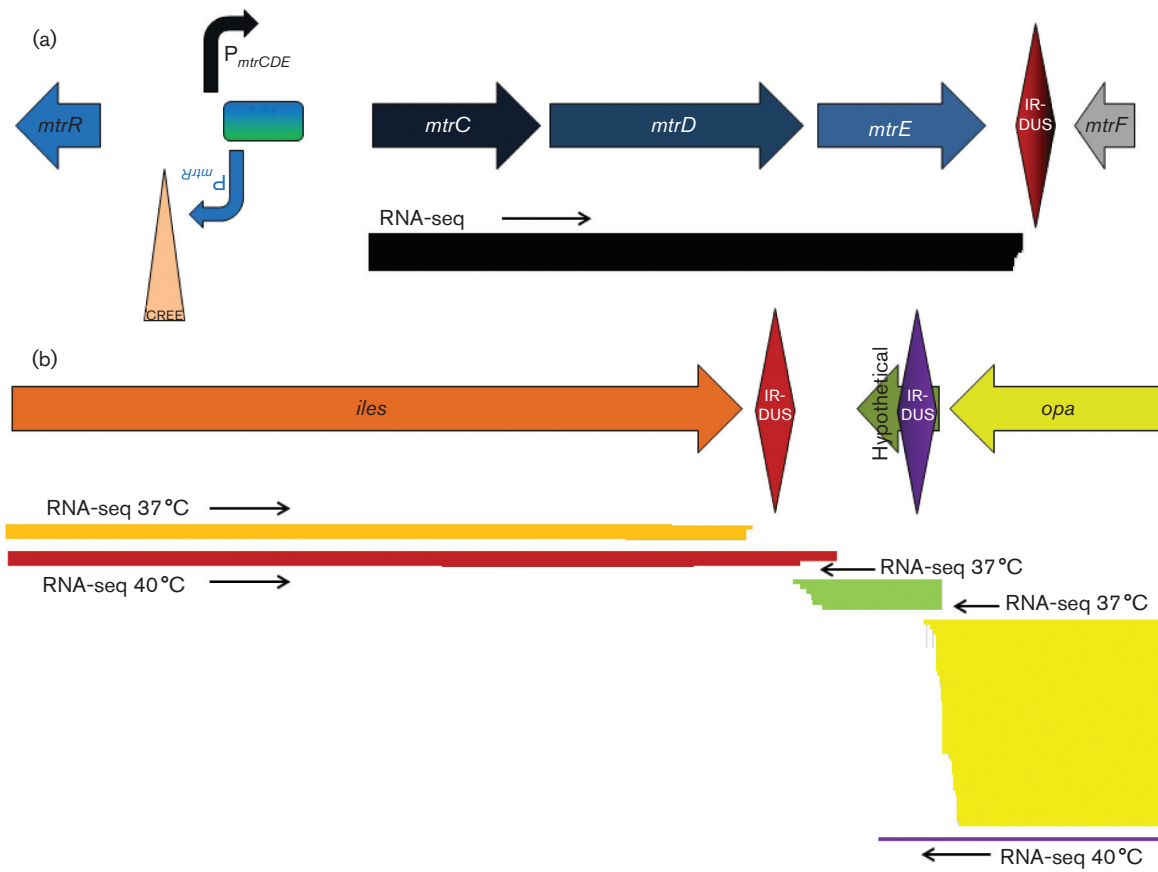 (a)
PmtrCDE
mtrR
mtrC
mtrD
mtrE
IR-
DUS
mtrF
PmtrR
RNA-seq
CREE
(b)
iles
IR-
DUS
Hypothetical
IR-
DUS
opa
RNA-seq 37 °C
RNA-seq 40 °C
RNA-seq 37 °C
RNA-seq 37 °C
RNA-seq 40 °C